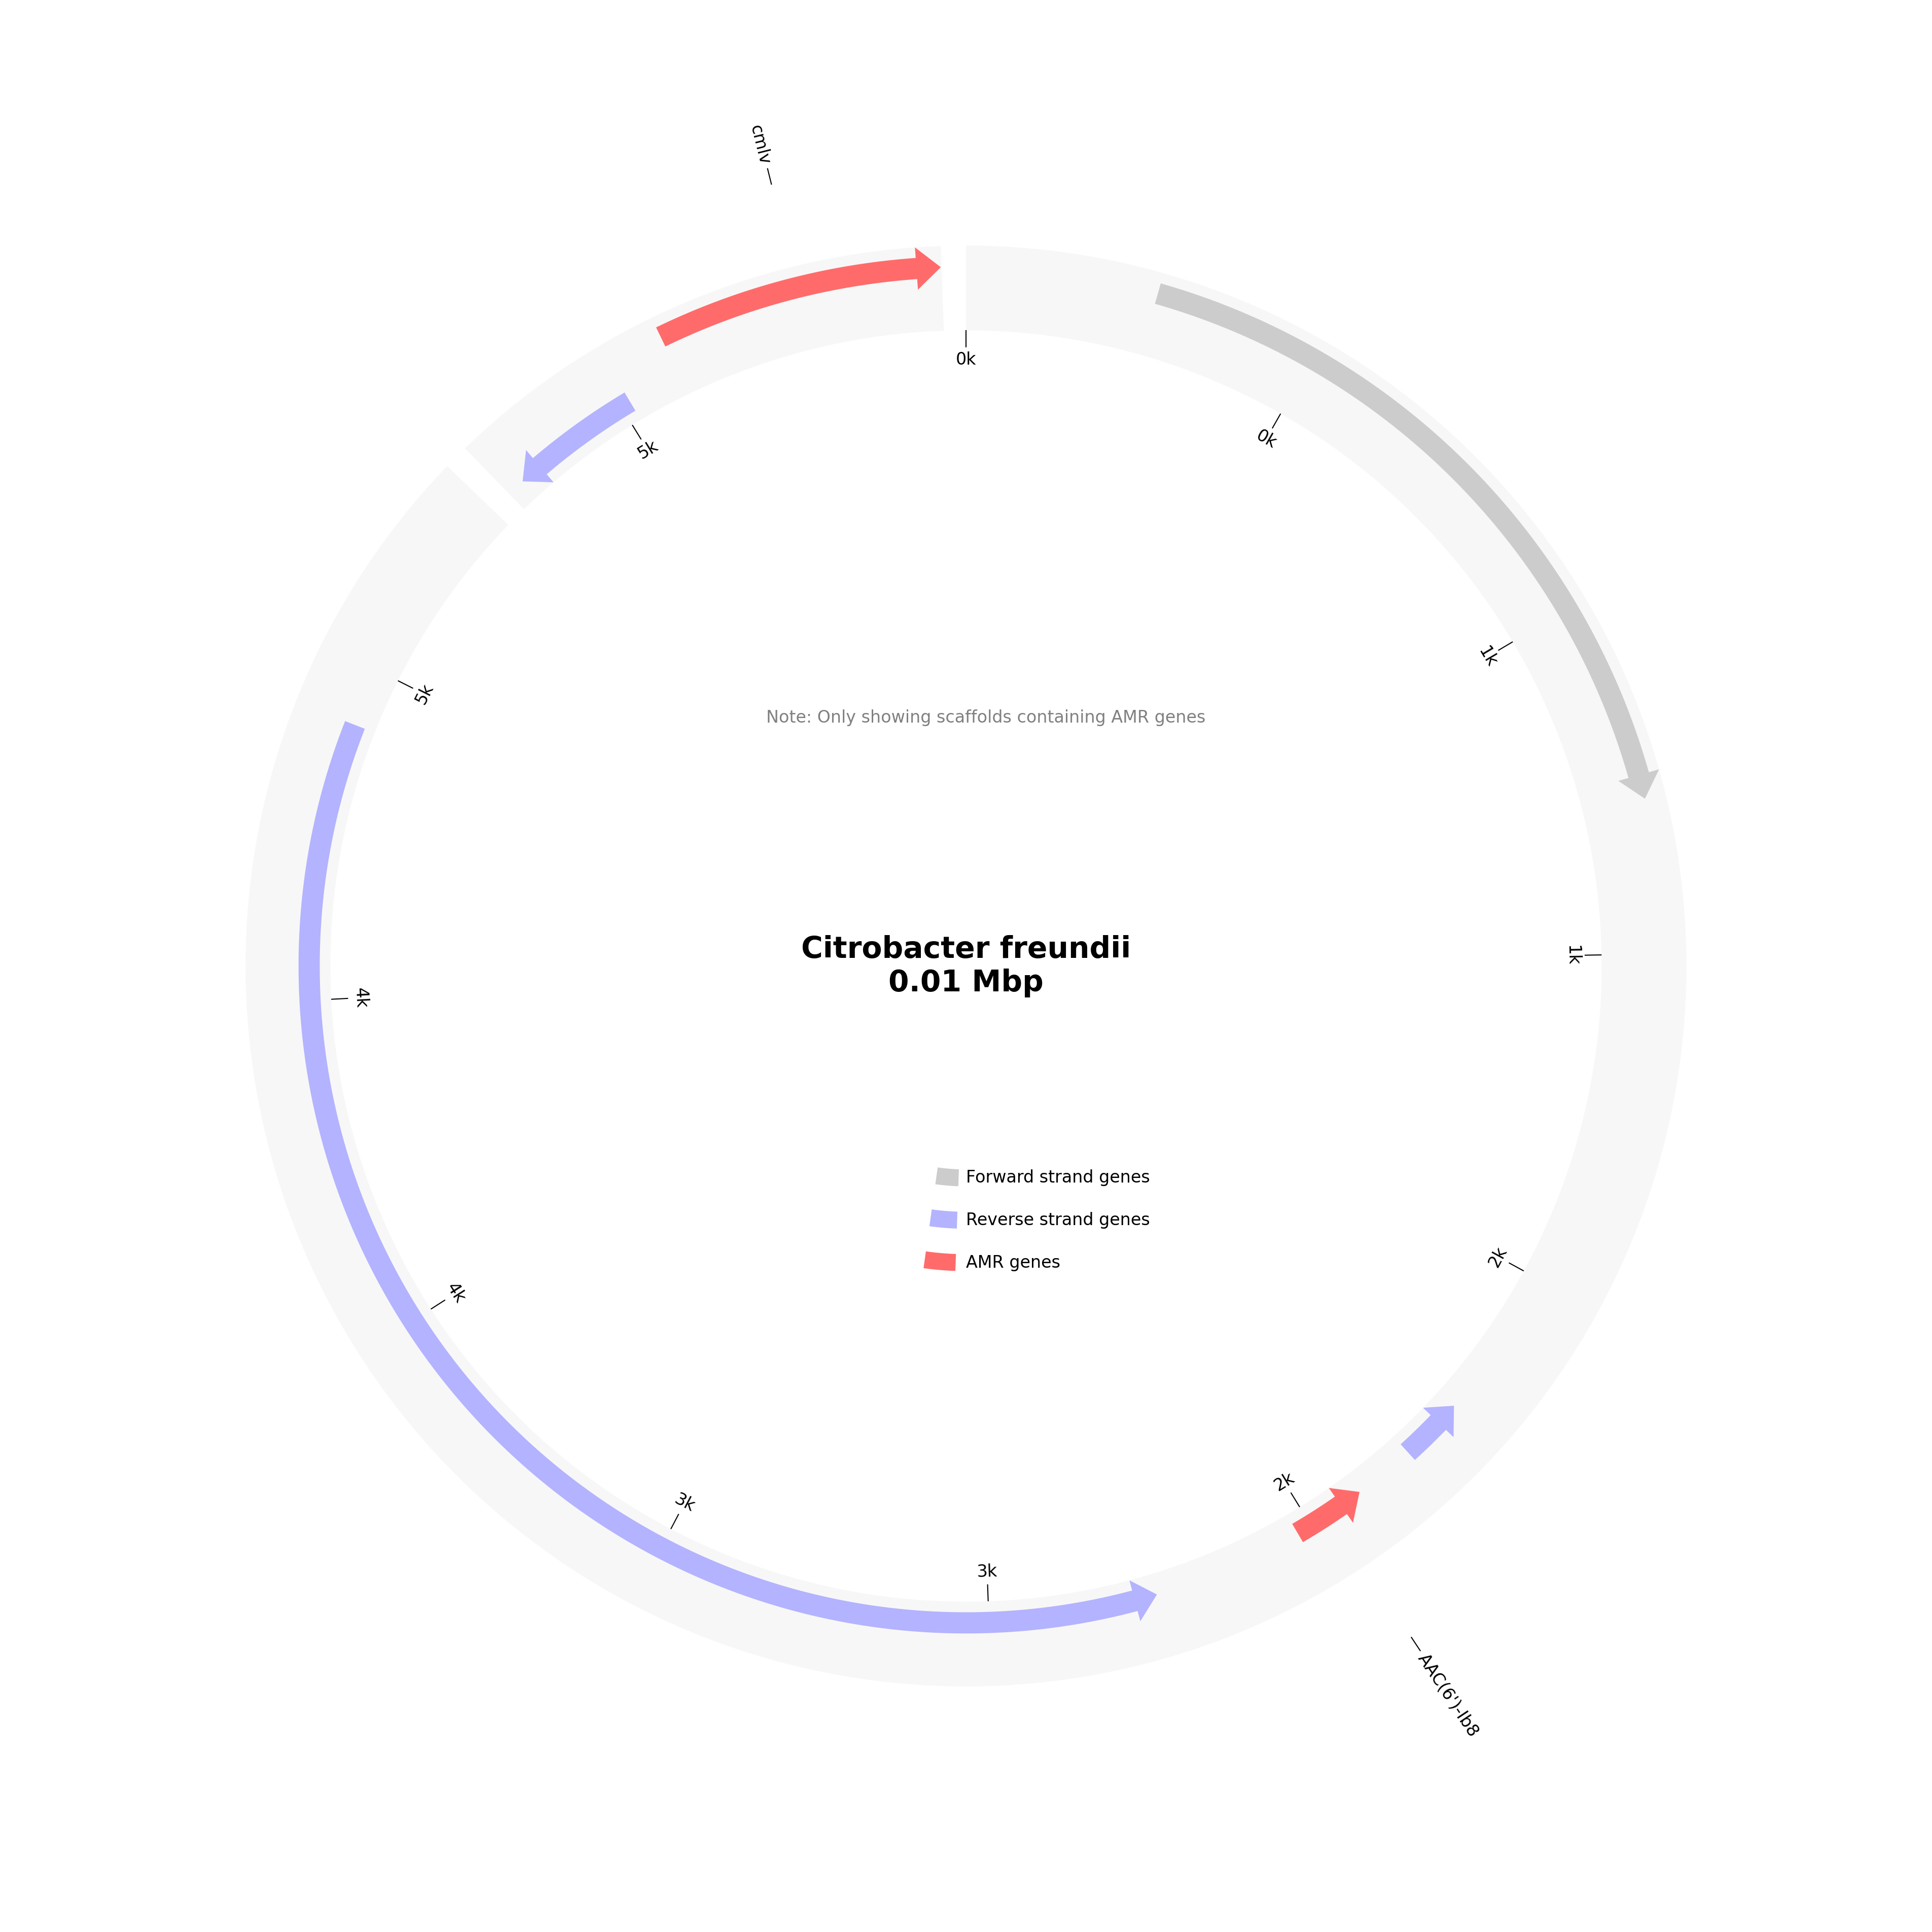 cmlv
0k
0k
5k
1k
5k
Note: Only showing scaffolds containing AMR genes
Citrobacter freundii
0.01 Mbp
1k
4k
Forward strand genes
Reverse strand genes
AMR genes
2k
4k
2k
3k
3k
AAC(6')-Ib8